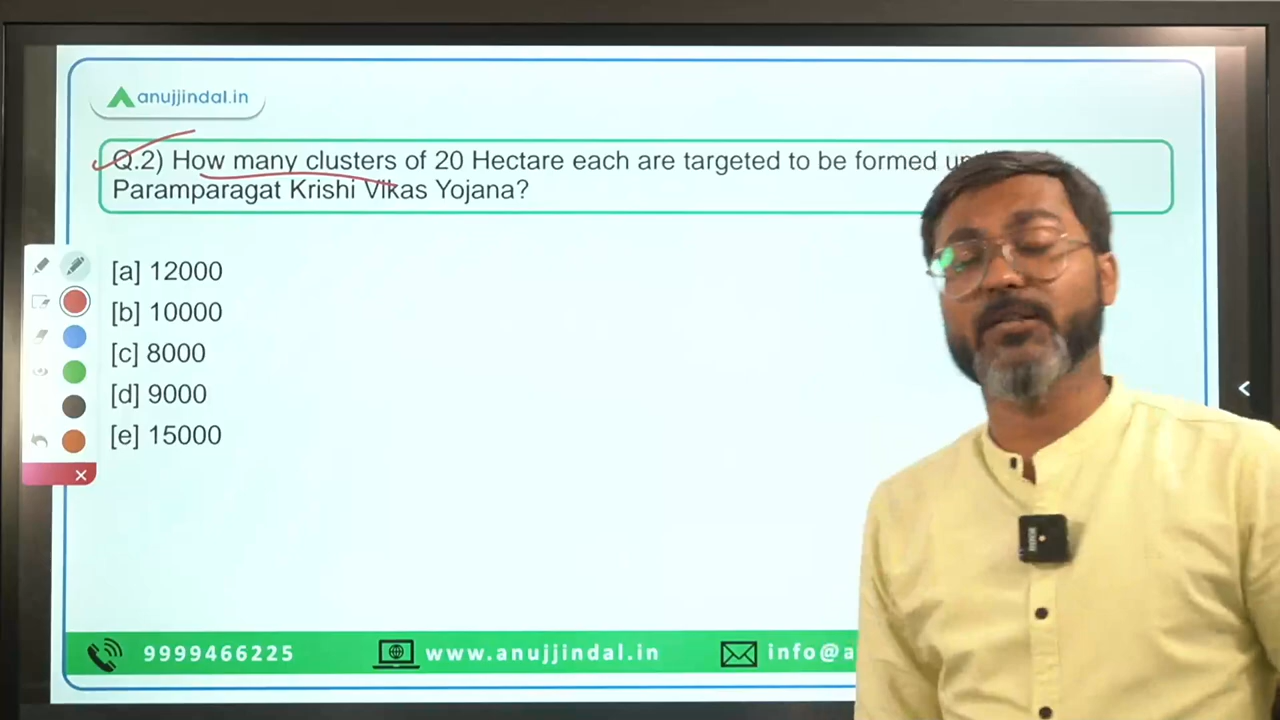 anujjindal.in
Q.2) How many clusters of 20 Hectare each are targeted to be formed
Paramparagat Krishi Vikas Yojana?
[a] 12000
[b] 10000
[c] 8000
[d] 9000
[e] 15000
9999466225 www.anujjindal.in info@a